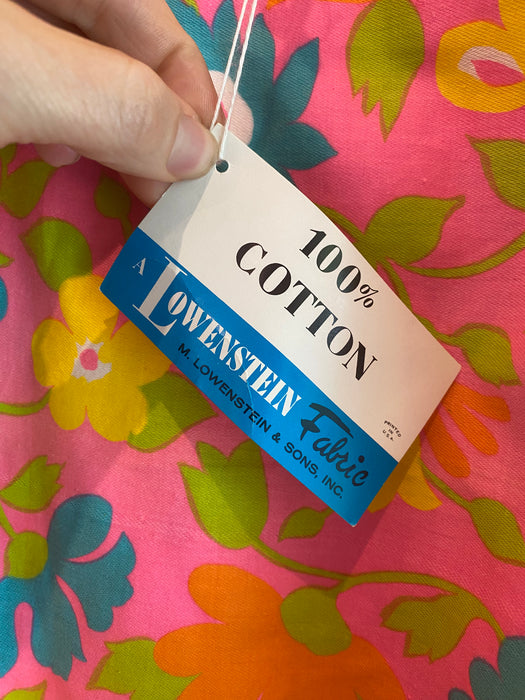 100%
COTTON
A LOWENSTEIN Fabric
M. LOWENSTEIN & SONS, INC.
PRINTED
IN
U.S.A.